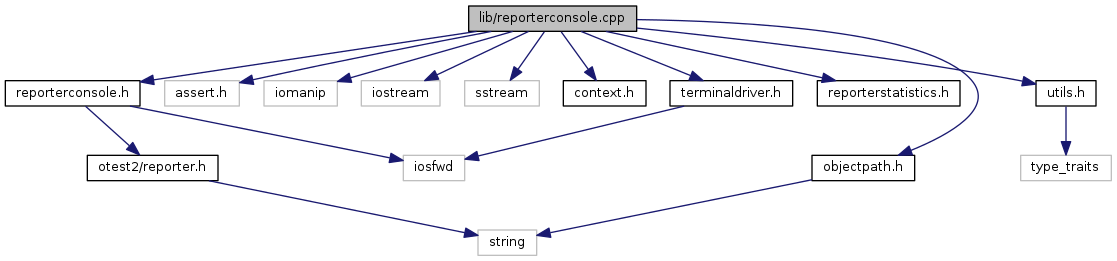 lib/reporterconsole.cpp
reporterconsole.h
assert.h
iomanip
iostream
sstream
context.h
terminaldriver.h
reporterstatistics.h
utils.h
otest2/reporter.h
iosfwd
objectpath.h
type_traits
string